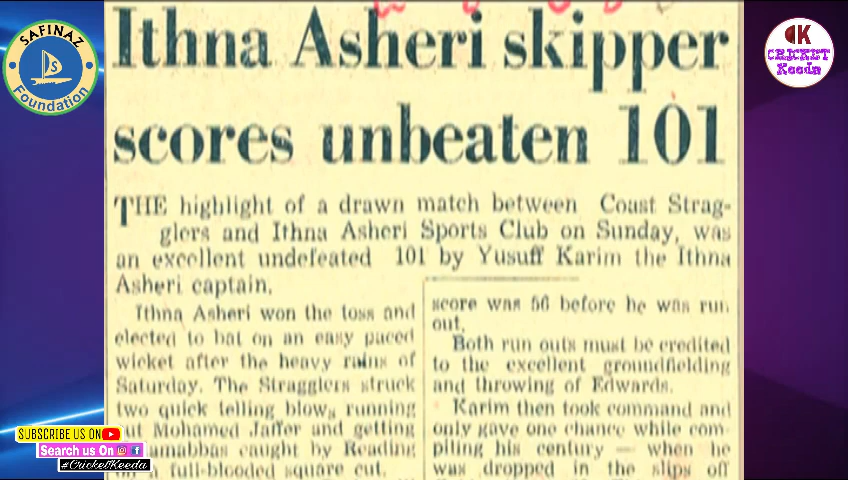 SAFINAZ
S
Foundation
CRICKET
Keeda
Ithna Asheri skipper
scores unbeaten 101
THE highlight of a drawn match between Coast Strag-
glers and Ithna Asheri Sports Club on Sunday, was
an excellent undefeated 101 by Yusuff Karim the Ithna
Asheri captain.
Ithna Asheri won the toss and
elected to bat on an easy paced
wicket after the heavy rains of
Saturday. The Stragglers struck
two quick telling blows running
out Mohamed Jaffer and getting
caught by Reading
a full-blooded square cut.
score was 56 before he was run
out.
Both run outs must be credited
to the excellent groundfielding
and throwing of Edwards.
Karim then took command and
only gave one chance while com-
piling his century — when he
was dropped in the slips off
SUBSCRIBE US ON
Search us On
#CricketKeeda